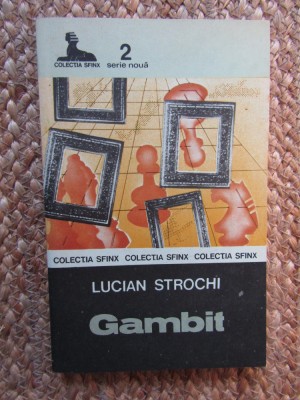 2
COLECTIA SFINX serie nouă
COLECTIA SFINX COLECTIA SFINX COLECTIA SFINX
LUCIAN STROCHI
Gambit